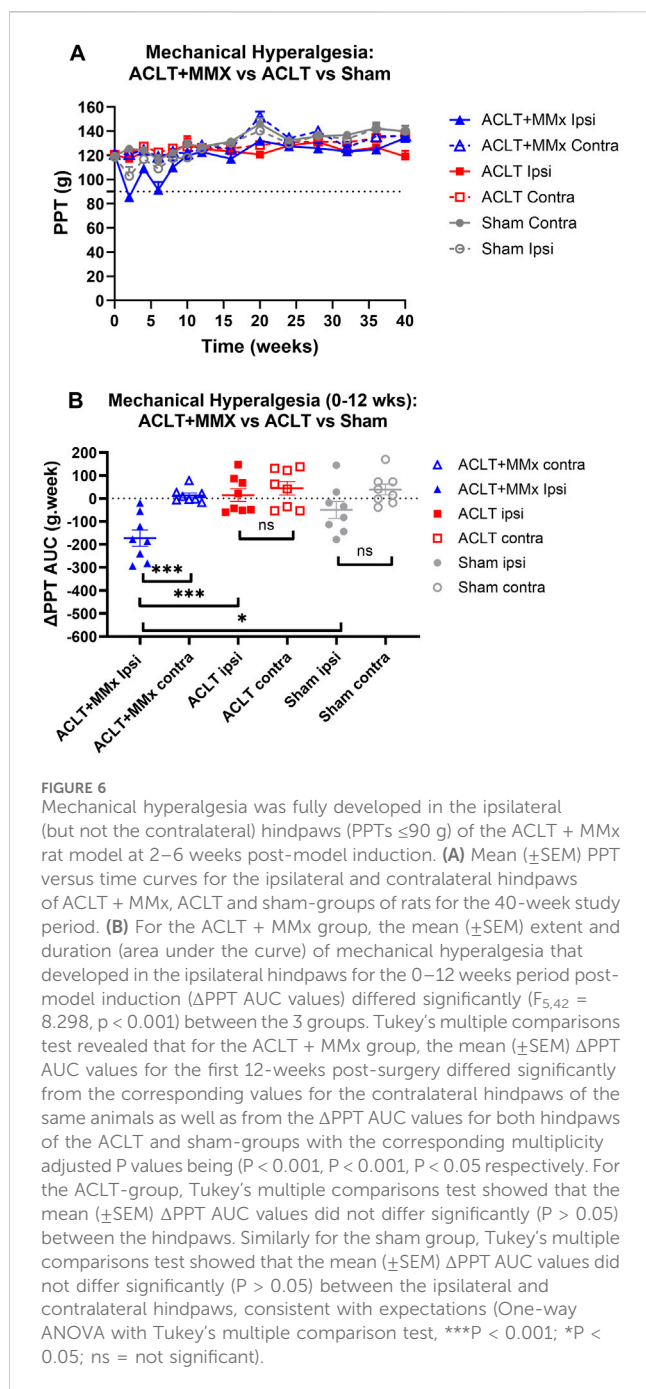 A
Mechanical Hyperalgesia:
ACLT+MMX vs ACLT vs Sham
160
140
120
100
80
60
40
20
0
PPT (g)
0 5 10 15 20 25 30 35 40
Time (weeks)
ACLT+MMx Ipsi
ACLT+MMx Contra
ACLT Ipsi
ACLT Contra
Sham Contra
Sham Ipsi
B
Mechanical Hyperalgesia (0-12 wks):
ACLT+MMX vs ACLT vs Sham
200
100
0
-100
-200
-300
-400
-500
-600
ΔPPT AUC (g.week)
ns
ns
***
***
*
ACLT+MMx Ipsi
ACLT+MMx contra
ACLT ipsi
ACLT contra
Sham ipsi
Sham contra
ACLT+MMx contra
ACLT+MMx Ipsi
ACLT ipsi
ACLT contra
Sham ipsi
Sham contra
FIGURE 6
Mechanical hyperalgesia was fully developed in the ipsilateral
(but not the contralateral) hindpaws (PPTs ≤90 g) of the ACLT + MMx
rat model at 2–6 weeks post-model induction. (A) Mean (±SEM) PPT
versus time curves for the ipsilateral and contralateral hindpaws
of ACLT + MMx, ACLT and sham-groups of rats for the 40-week study
period. (B) For the ACLT + MMx group, the mean (±SEM) extent and
duration (area under the curve) of mechanical hyperalgesia that
developed in the ipsilateral hindpaws for the 0–12 weeks period post-
model induction (ΔPPT AUC values) differed significantly (F5,42 =
8.298, p < 0.001) between the 3 groups. Tukey's multiple comparisons
test revealed that for the ACLT + MMx group, the mean (±SEM) ΔPPT
AUC values for the first 12-weeks post-surgery differed significantly
from the corresponding values for the contralateral hindpaws of the
same animals as well as from the ΔPPT AUC values for both hindpaws
of the ACLT and sham-groups with the corresponding multiplicity
adjusted P values being (P < 0.001, P < 0.001, P < 0.05 respectively. For
the ACLT-group, Tukey's multiple comparisons test showed that the
mean (±SEM) ΔPPT AUC values did not differ significantly (P > 0.05)
between the hindpaws. Similarly for the sham group, Tukey's multiple
comparisons test showed that the mean (±SEM) ΔPPT AUC values did
not differ significantly (P > 0.05) between the ipsilateral and
contralateral hindpaws, consistent with expectations (One-way
ANOVA with Tukey's multiple comparison test, ***P < 0.001; *P <
0.05; ns = not significant).